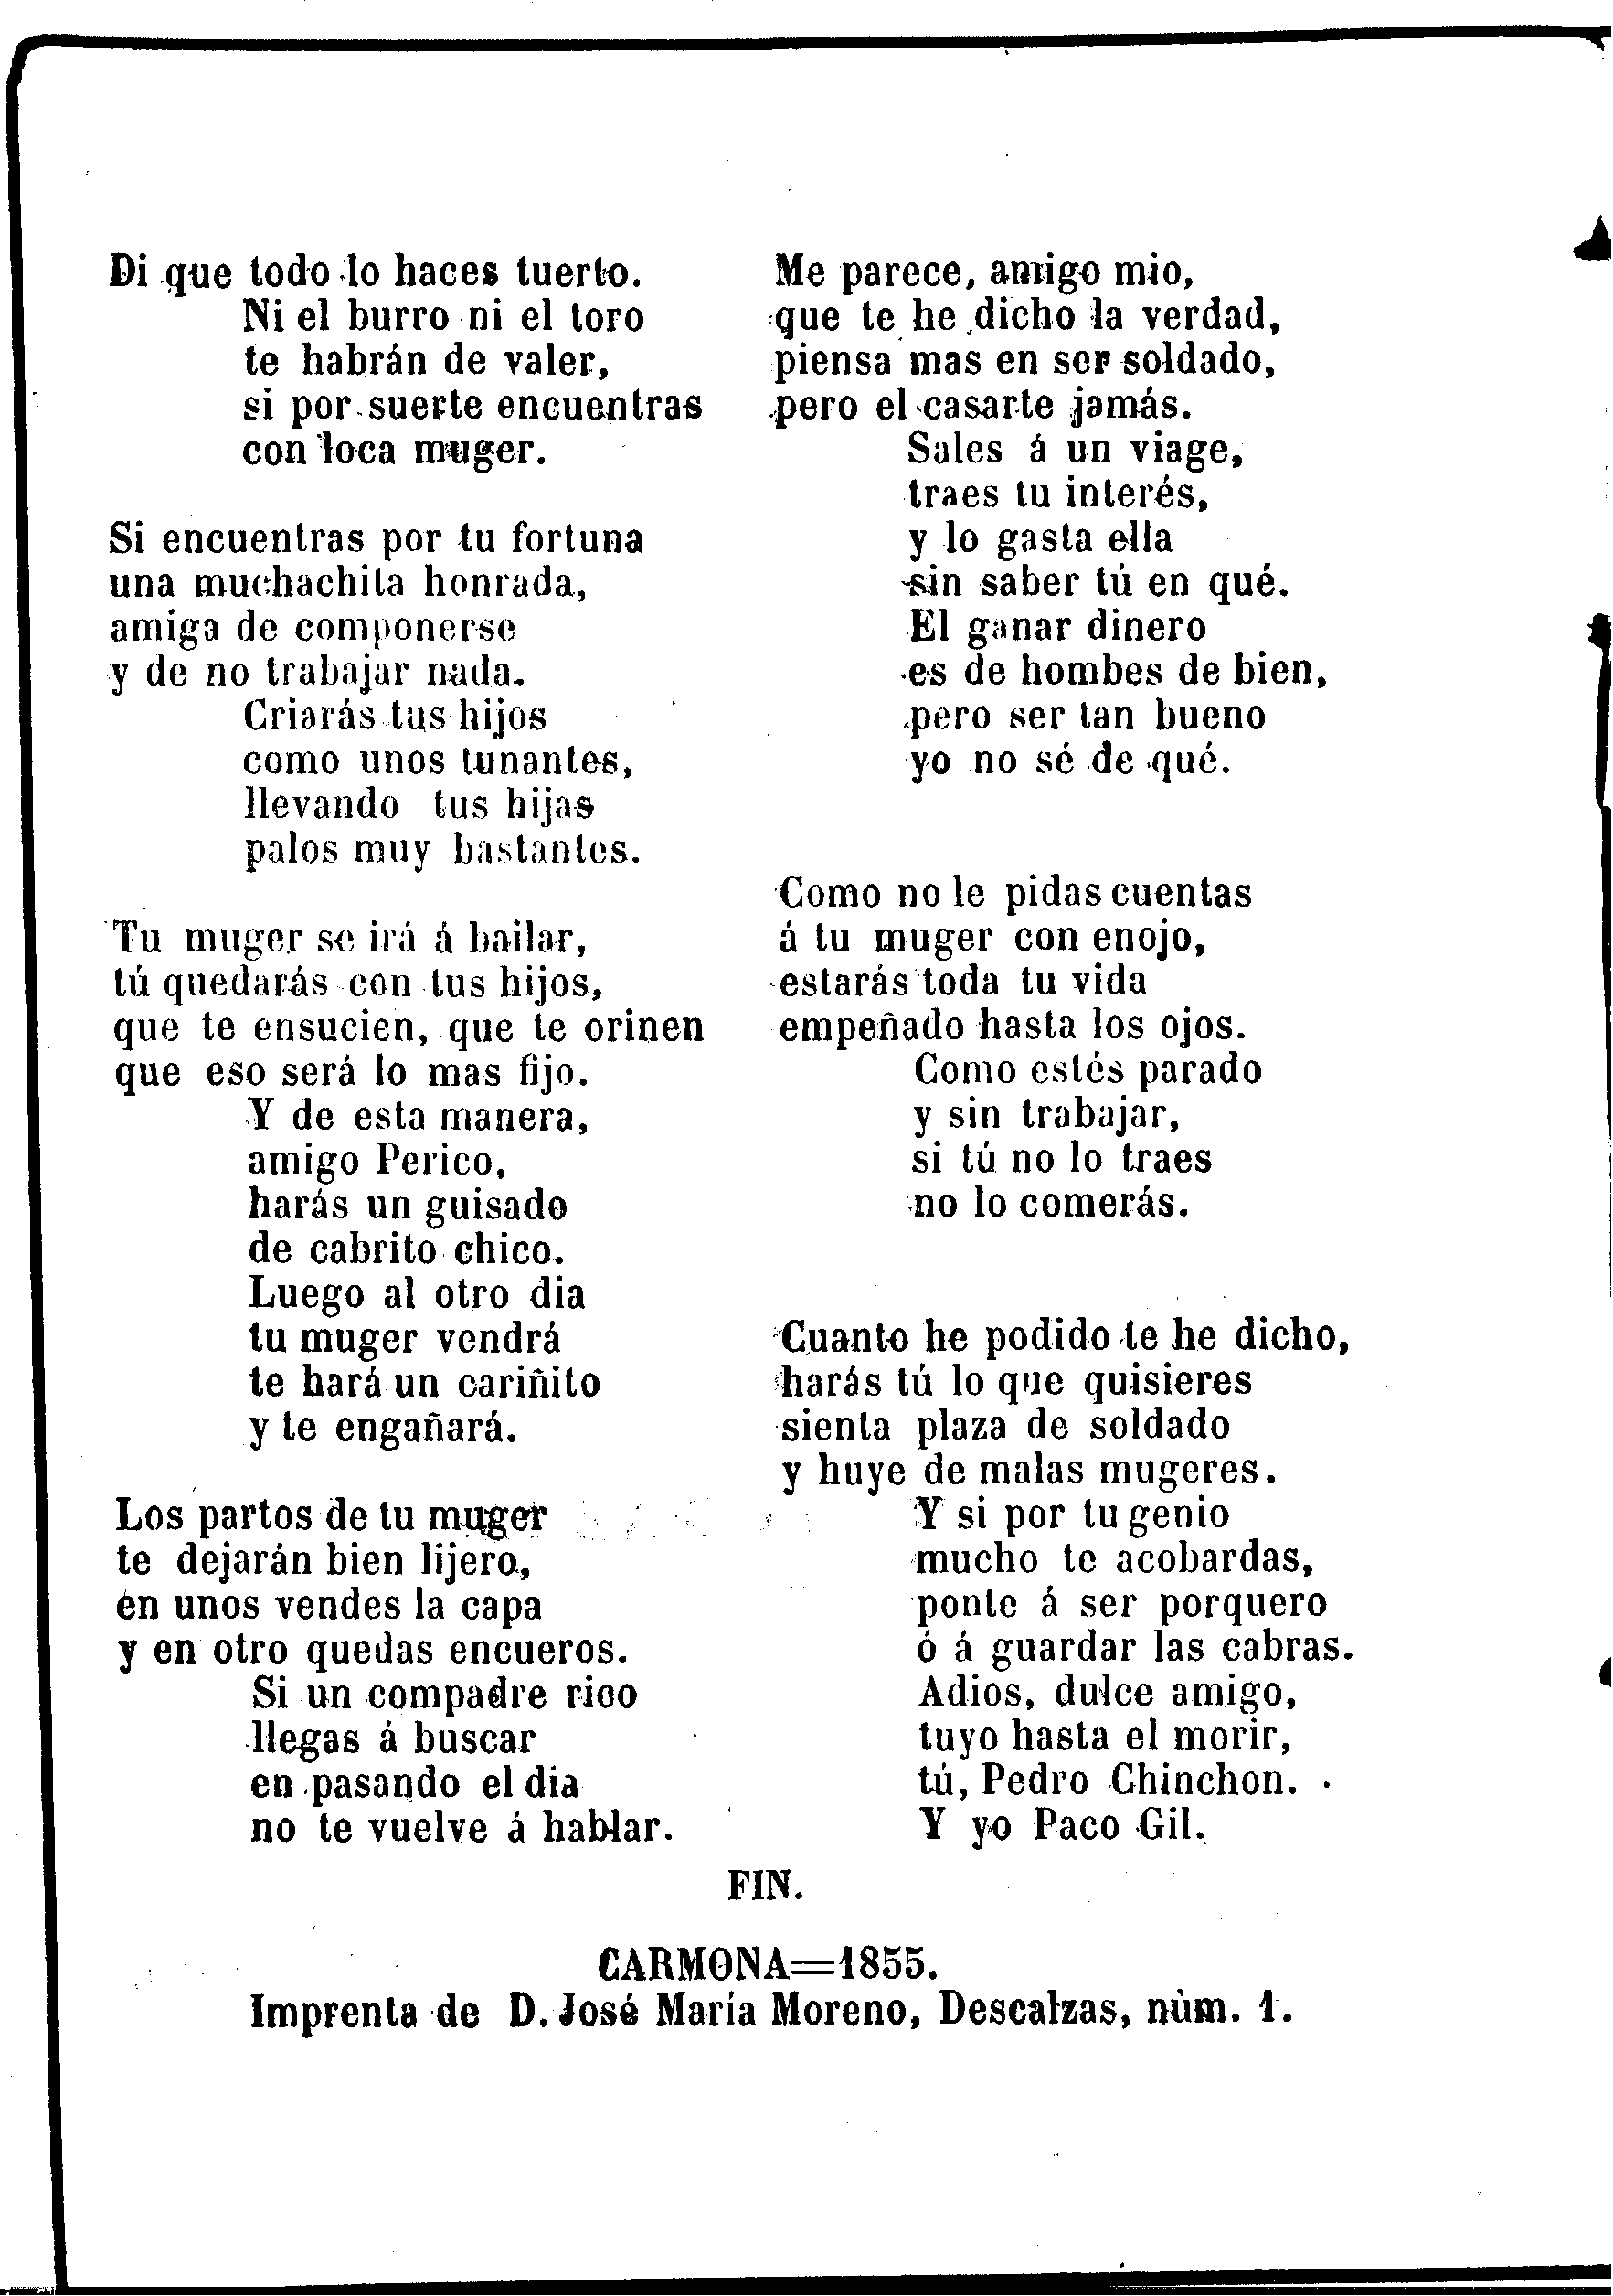 Di que todo lo haces tuerto.
Ni el burro ni el toro
te habrán de valer,
si por suerte encuentras
con loca muger.
Si encuentras por tu fortuna
una muchachita honrada,
amiga de componerse
y de no trabajar nada.
Criarás tus hijos
como unos tunantes,
llevando tus hijas
palos muy bastantes.
Tu muger se irá á bailar,
tú quedarás con tus hijos,
que te ensucien, que te orinen
que eso será lo mas fijo.
Y de esta manera,
amigo Perico,
harás un guisado
de cabrito chico.
Luego al otro dia
tu muger vendrá
te hará un cariñito
y te engañará.
Los partos de tu muger
te dejarán bien lijero,
en unos vendes la capa
y en otro quedas encueros.
Si un compadre rico
llegas á buscar
en pasando el dia
no te vuelve á hablar.
Me parece, amigo mio,
que te he dicho la verdad,
piensa mas en ser soldado,
pero el casarte jamás.
Sales á un viage,
traes tu interés,
y lo gasta ella
sin saber tú en qué.
El ganar dinero
es de hombes de bien,
pero ser tan bueno
yo no sé de qué.
Como no le pidas cuentas
á tu muger con enojo,
estarás toda tu vida
empeñado hasta los ojos.
Como estés parado
y sin trabajar,
si tú no lo traes
no lo comerás.
Cuanto he podido te he dicho,
harás tú lo que quisieres
sienta plaza de soldado
y huye de malas mugeres.
Y si por tu genio
mucho te acobardas,
ponte á ser porquero
ó á guardar las cabras.
Adios, dulce amigo,
tuyo hasta el morir,
tú, Pedro Chinchon.
Y yo Paco Gil.
FIN.
CARMONA=1855.
Imprenta de D. José María Moreno, Descalzas, nùm. 1.